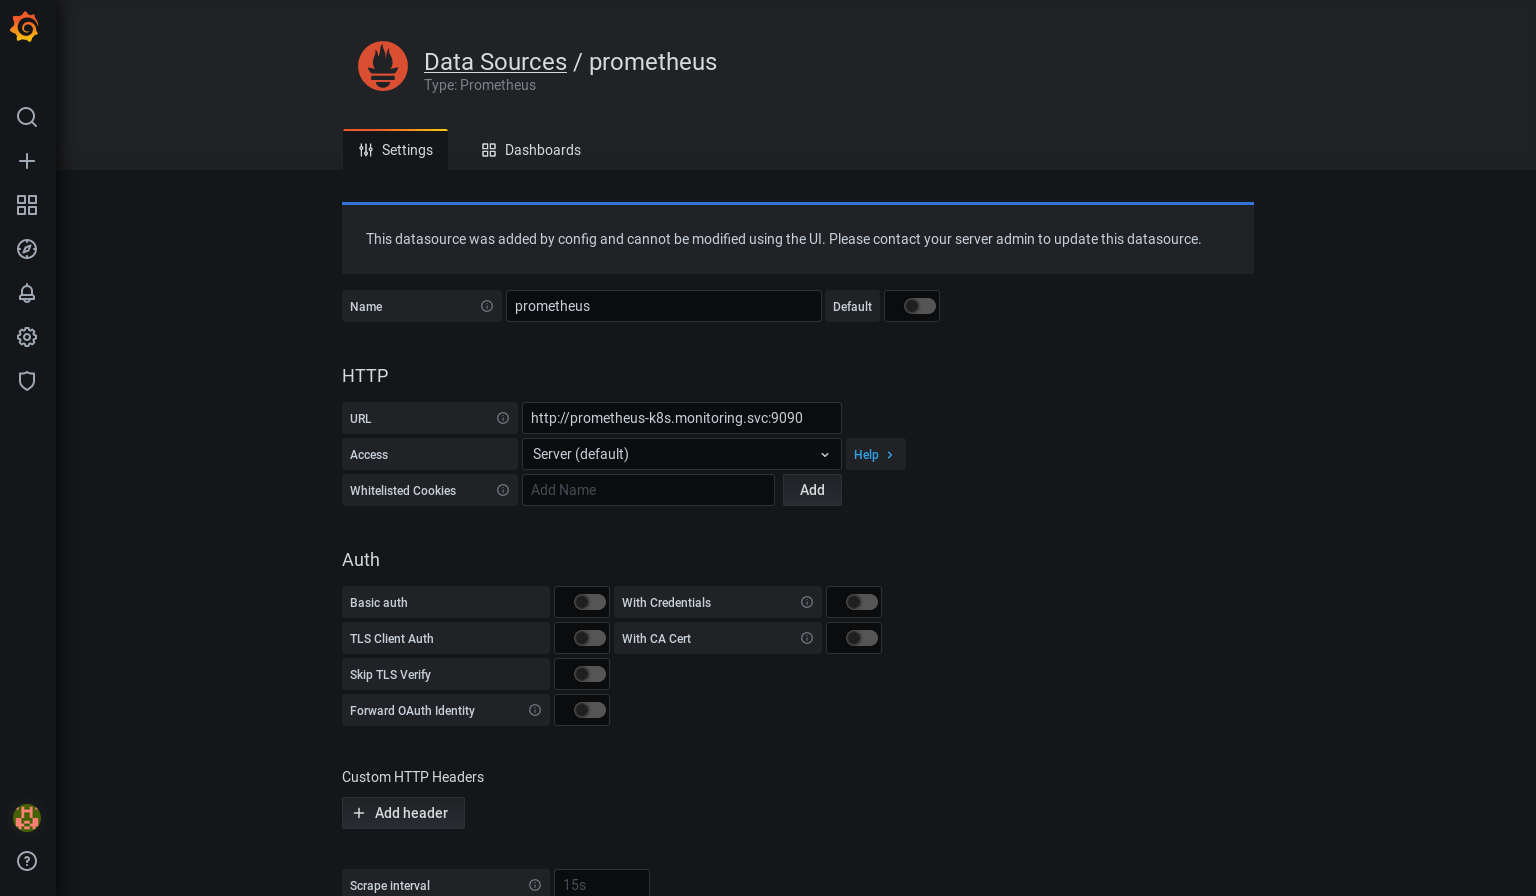 Data Sources / prometheus
Type: Prometheus
Settings
Dashboards
This datasource was added by config and cannot be modified using the UI. Please contact your server admin to update this datasource.
Name
prometheus
Default
HTTP
URL
http://prometheus-k8s.monitoring.svc:9090
Access
Server (default)
Help
Whitelisted Cookies
Add Name
Add
Auth
Basic auth
With Credentials
TLS Client Auth
With CA Cert
Skip TLS Verify
Forward OAuth Identity
Custom HTTP Headers
Add header
Scrape interval
15s